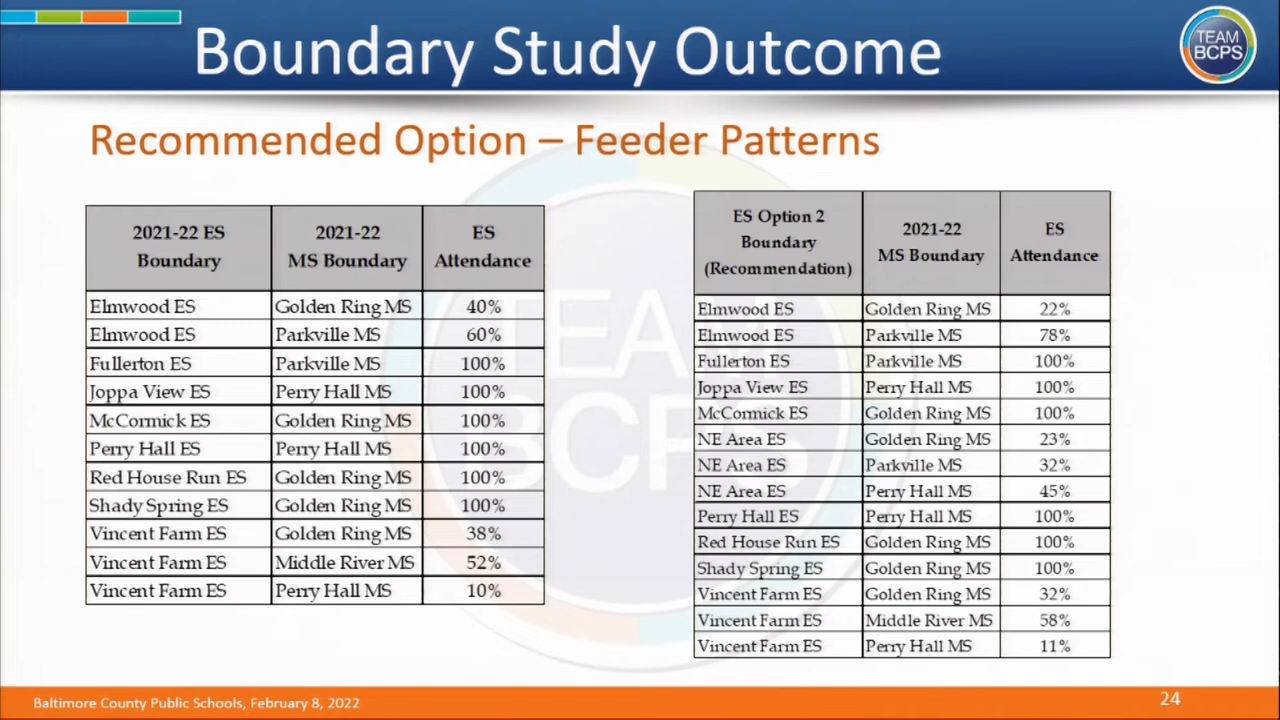 Boundary Study Outcome
TEAM
BCPS
Recommended Option – Feeder Patterns
2021-22 ES Boundary | 2021-22 MS Boundary | ES Attendance
Elmwood ES | Golden Ring MS | 40%
Elmwood ES | Parkville MS | 60%
Fullerton ES | Parkville MS | 100%
Joppa View ES | Perry Hall MS | 100%
McCormick ES | Golden Ring MS | 100%
Perry Hall ES | Perry Hall MS | 100%
Red House Run ES | Golden Ring MS | 100%
Shady Spring ES | Golden Ring MS | 100%
Vincent Farm ES | Golden Ring MS | 38%
Vincent Farm ES | Middle River MS | 52%
Vincent Farm ES | Perry Hall MS | 10%
ES Option 2 Boundary (Recommendation) | 2021-22 MS Boundary | ES Attendance
Elmwood ES | Golden Ring MS | 22%
Elmwood ES | Parkville MS | 78%
Fullerton ES | Parkville MS | 100%
Joppa View ES | Perry Hall MS | 100%
McCormick ES | Golden Ring MS | 100%
NE Area ES | Golden Ring MS | 23%
NE Area ES | Parkville MS | 32%
NE Area ES | Perry Hall MS | 45%
Perry Hall ES | Perry Hall MS | 100%
Red House Run ES | Golden Ring MS | 100%
Shady Spring ES | Golden Ring MS | 100%
Vincent Farm ES | Golden Ring MS | 32%
Vincent Farm ES | Middle River MS | 58%
Vincent Farm ES | Perry Hall MS | 11%
TEAM
BCPS
Baltimore County Public Schools, February 8, 2022
24